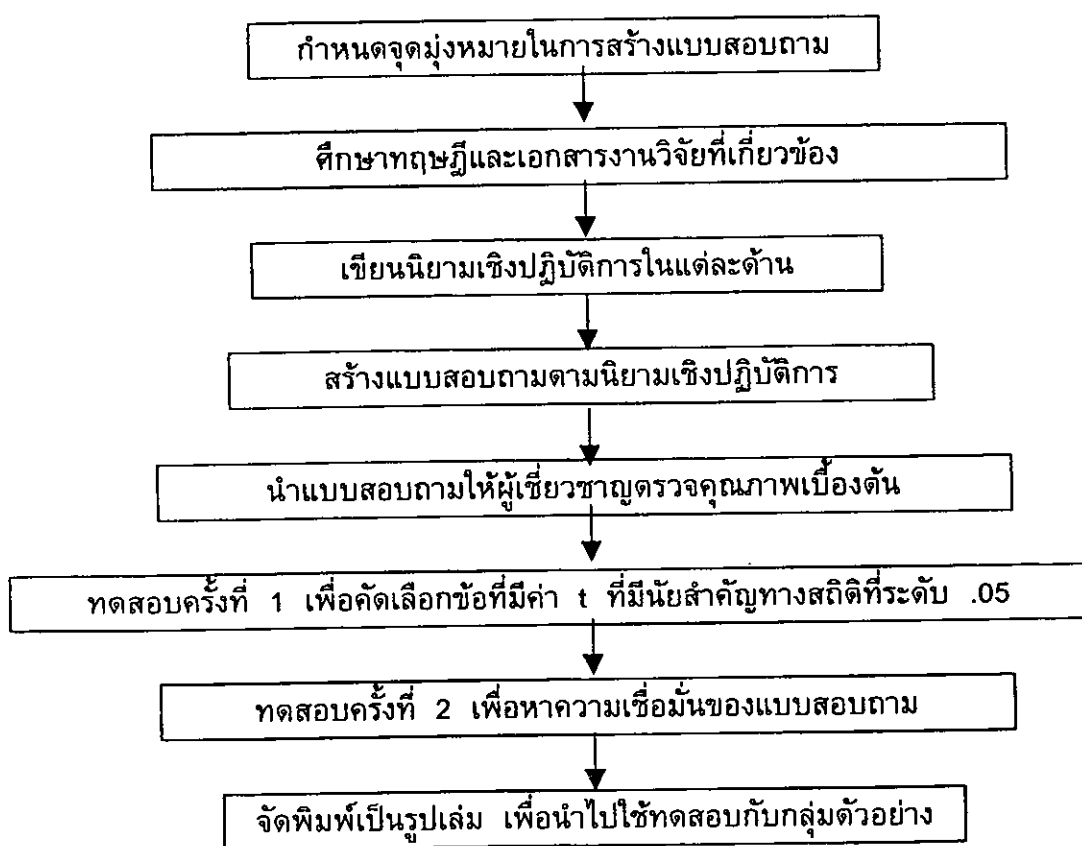 กำหนดจุดมุ่งหมายในการสร้างแบบสอบถาม
ศึกษาทฤษฎีและเอกสารงานวิจัยที่เกี่ยวข้อง
เขียนนิยามเชิงปฏิบัติการในแต่ละด้าน
สร้างแบบสอบถามตามนิยามเชิงปฏิบัติการ
นำแบบสอบถามให้ผู้เชี่ยวชาญตรวจคุณภาพเบื้องต้น
ทดสอบครั้งที่ 1 เพื่อคัดเลือกข้อที่มีค่า t ที่มีนัยสำคัญทางสถิติที่ระดับ .05
ทดสอบครั้งที่ 2 เพื่อหาความเชื่อมั่นของแบบสอบถาม
จัดพิมพ์เป็นรูปเล่ม เพื่อนำไปใช้ทดสอบกับกลุ่มตัวอย่าง